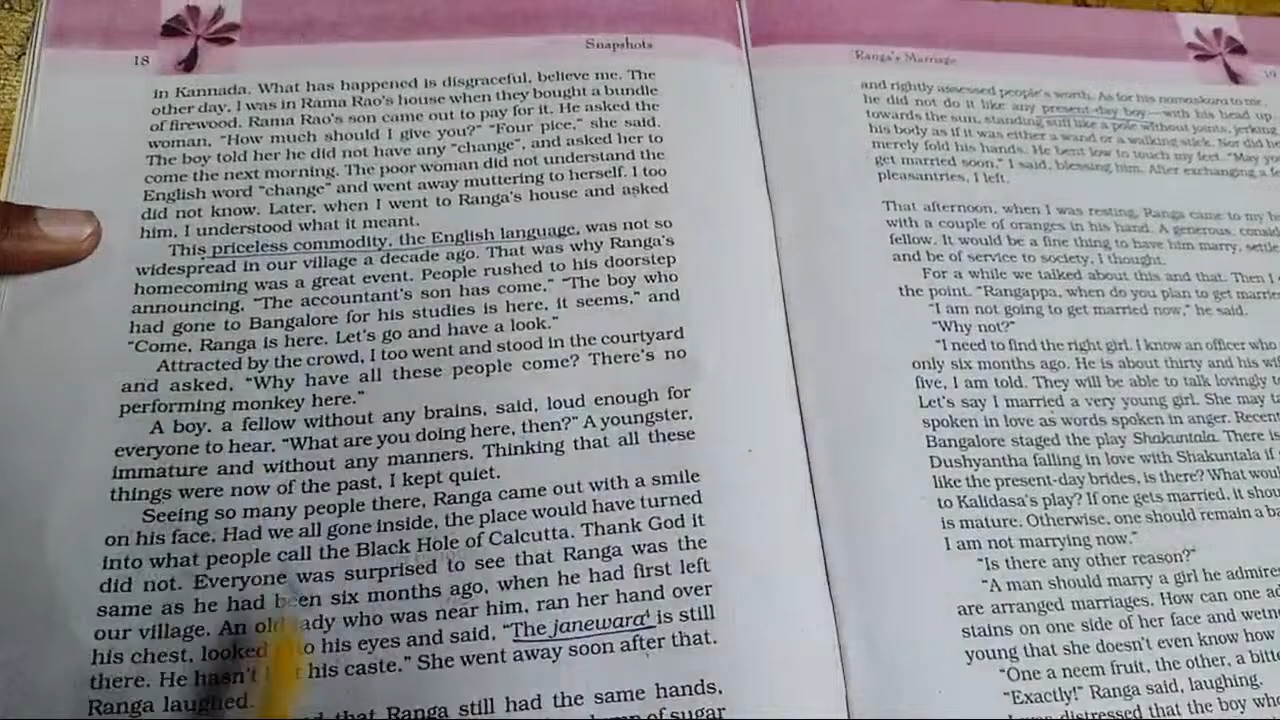 18
Snapshots
in Kannada. What has happened is disgraceful, believe me. The
other day, I was in Rama Rao's house when they bought a bundle
of firewood. Rama Rao's son came out to pay for it. He asked the
woman, "How much should I give you?" "Four pice," she said.
The boy told her he did not have any "change", and asked her to
come the next morning. The poor woman did not understand the
English word "change" and went away muttering to herself. I too
did not know. Later, when I went to Ranga's house and asked
him, I understood what it meant.
This priceless commodity, the English language, was not so
widespread in our village a decade ago. That was why Ranga's
homecoming was a great event. People rushed to his doorstep
announcing, "The accountant's son has come," "The boy who
had gone to Bangalore for his studies is here, it seems," and
"Come, Ranga is here. Let's go and have a look."
Attracted by the crowd, I too went and stood in the courtyard
and asked, "Why have all these people come? There's no
performing monkey here."
A boy, a fellow without any brains, said, loud enough for
everyone to hear, "What are you doing here, then?" A youngster,
immature and without any manners. Thinking that all these
things were now of the past, I kept quiet.
Seeing so many people there, Ranga came out with a smile
on his face. Had we all gone inside, the place would have turned
into what people call the Black Hole of Calcutta. Thank God it
did not. Everyone was surprised to see that Ranga was the
same as he had been six months ago, when he had first left
our village. An old lady who was near him, ran her hand over
his chest, looked to his eyes and said, "The janewara is still
there. He hasn't his caste." She went away soon after that.
Ranga laughed.
that Ranga still had the same hands,
of sugar
Ranga's Marriage
19
and rightly assessed people's worth. As for his namaskara to me,
he did not do it like any present-day boy—with his head up
towards the sun, standing stiff like a pole without joints, jerking
his body as if it was either a wand or a walking stick. Nor did he
merely fold his hands. He bent low to touch my feet. "May yo
get married soon," I said, blessing him. After exchanging a fe
pleasantries, I left.
That afternoon, when I was resting, Ranga came to my h
with a couple of oranges in his hand. A generous, consid
fellow. It would be a fine thing to have him marry, settle
and be of service to society, I thought.
For a while we talked about this and that. Then I
the point. "Rangappa, when do you plan to get marrie
"I am not going to get married now," he said.
"Why not?"
"I need to find the right girl. I know an officer who
only six months ago. He is about thirty and his wi
five, I am told. They will be able to talk lovingly t
Let's say I married a very young girl. She may ta
spoken in love as words spoken in anger. Recent
Bangalore staged the play Shakuntala. There is
Dushyantha falling in love with Shakuntala if
like the present-day brides, is there? What wou
to Kalidasa's play? If one gets married, it shou
is mature. Otherwise, one should remain a ba
I am not marrying now."
"Is there any other reason?"
"A man should marry a girl he admires
are arranged marriages. How can one ad
stains on one side of her face and wetn
young that she doesn't even know how
"One a neem fruit, the other, a bitte
"Exactly!" Ranga said, laughing.
distressed that the boy who